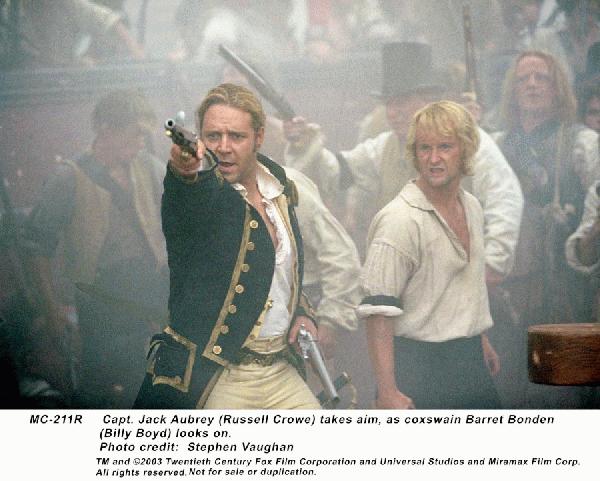 MC-211R Capt. Jack Aubrey (Russell Crowe) takes aim, as coxswain Barret Bonden
(Billy Boyd) looks on.
Photo credit: Stephen Vaughan
TM and ©2003 Twentieth Century Fox Film Corporation and Universal Studios and Miramax Film Corp.
All rights reserved. Not for sale or duplication.